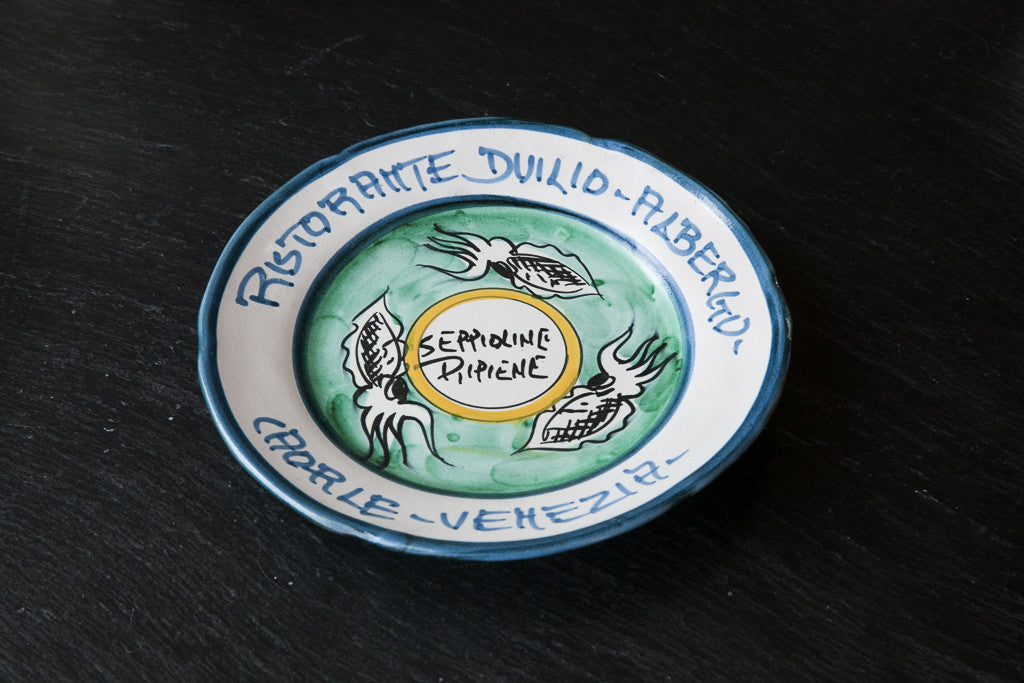 RISTORANTE DUILIO - ALBERGO -
CAORLE - VENEZIA -
SEPPIOLINE
RIPIENE